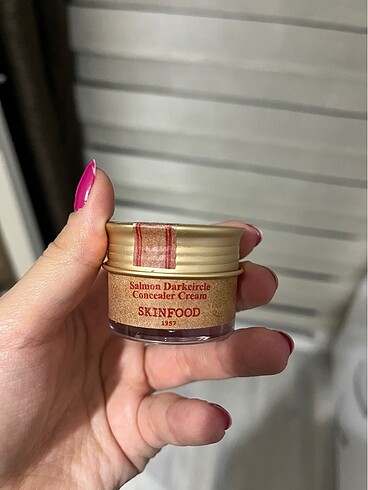 Salmon Darkcircle
Concealer Cream
SKINFOOD
1957